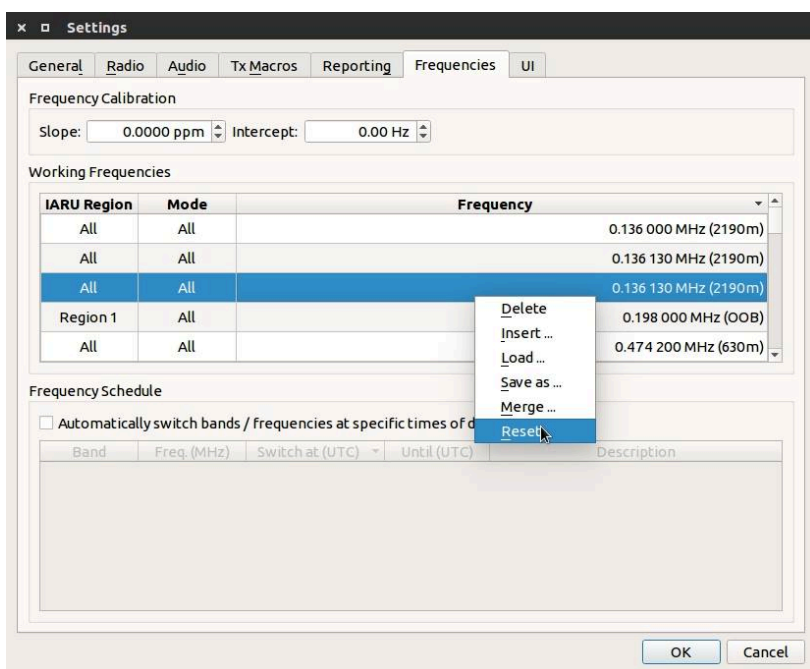 Settings
General Radio Audio Tx Macros Reporting Frequencies UI
Frequency Calibration
Slope: 0.0000 ppm Intercept: 0.00 Hz
Working Frequencies
IARU Region Mode Frequency
All All 0.136 000 MHz (2190m)
All All 0.136 130 MHz (2190m)
All All 0.136 130 MHz (2190m)
Region 1 All 0.198 000 MHz (OOB)
All All 0.474 200 MHz (630m)
Delete
Insert ...
Load ...
Save as ...
Merge ...
Reset
Frequency Schedule
Automatically switch bands / frequencies at specific times of d
Band Freq. (MHz) Switch at (UTC) Until (UTC) Description
OK Cancel